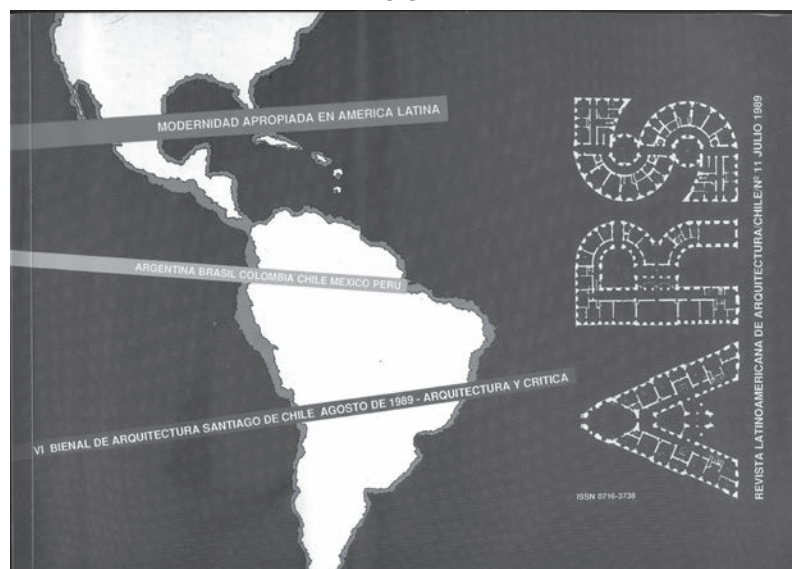 MODERNIDAD APROPIADA EN AMERICA LATINA
ARGENTINA BRASIL COLOMBIA CHILE MEXICO PERU
VI BIENAL DE ARQUITECTURA SANTIAGO DE CHILE AGOSTO DE 1989 - ARQUITECTURA Y CRITICA
ARS
REVISTA LATINOAMERICANA DE ARQUITECTURA/CHILE/Nº 11 JULIO 1989
ISSN 0716-3738